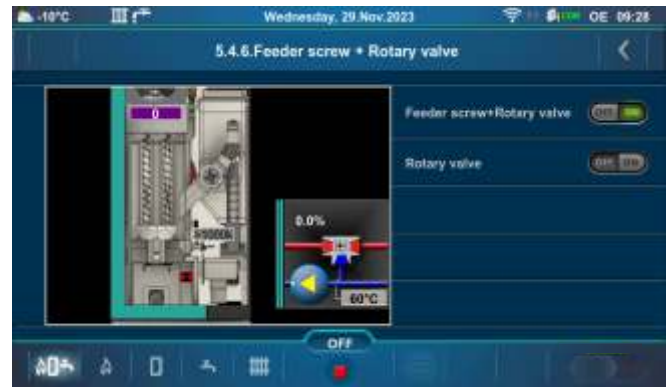 -10°C Wednesday, 29.Nov.2023 OE 09:28
5.4.6.Feeder screw + Rotary valve
0
Feeder screw+Rotary valve OFF ON
Rotary valve OFF ON
0.0%
60°C
OFF